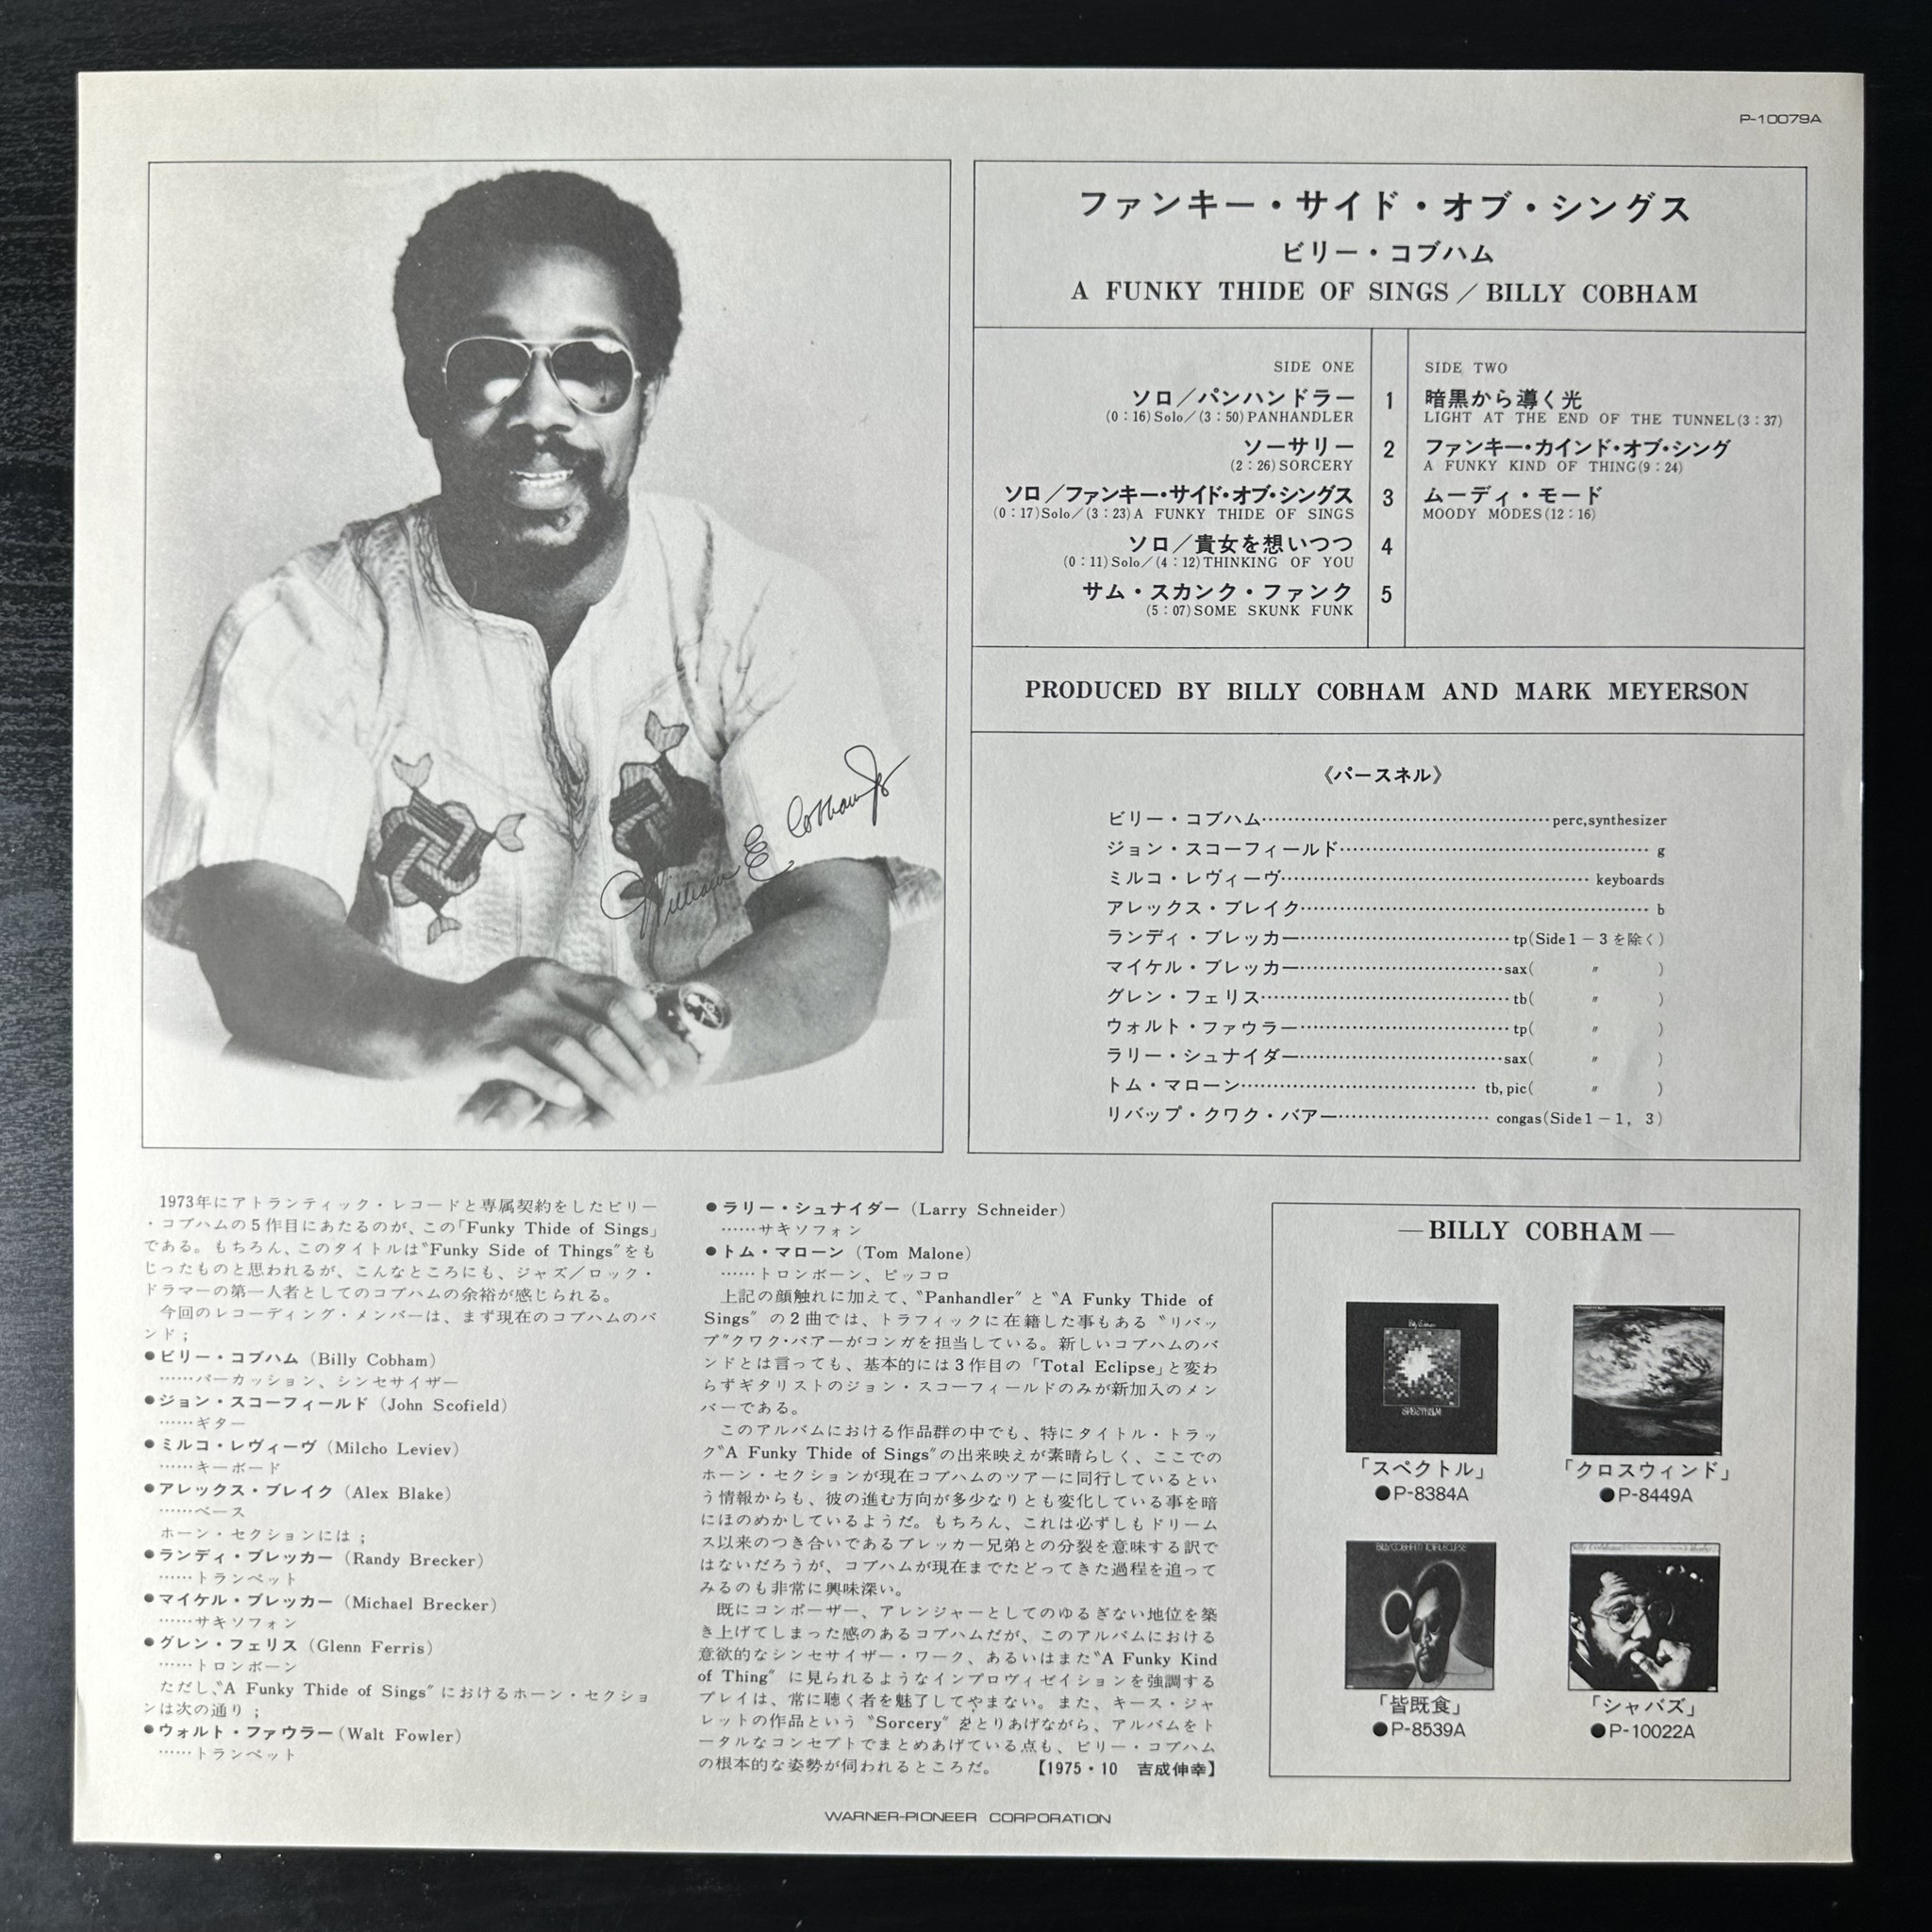 P-10079A
ファンキー・サイド・オブ・シングス
ビリー・コブハム
A FUNKY THIDE OF SINGS／BILLY COBHAM
SIDE ONE
ソロ／パンハンドラー
(0：16)Solo／(3：50)PANHANDLER
ソーサリー
(2：26)SORCERY
ソロ／ファンキー・サイド・オブ・シングス
(0：17)Solo／(3：23)A FUNKY THIDE OF SINGS
ソロ／貴女を想いつつ
(0：11)Solo／(4：12)THINKING OF YOU
サム・スカンク・ファンク
(5：07)SOME SKUNK FUNK
1
2
3
4
5
SIDE TWO
暗黒から導く光
LIGHT AT THE END OF THE TUNNEL(3：37)
ファンキー・カインド・オブ・シング
A FUNKY KIND OF THING(9：24)
ムーディ・モード
MOODY MODES(12：16)
PRODUCED BY BILLY COBHAM AND MARK MEYERSON
《パースネル》
ビリー・コブハム……perc,synthesizer
ジョン・スコーフィールド……g
ミルコ・レヴィーヴ……keyboards
アレックス・ブレイク……b
ランディ・ブレッカー……tp(Side1－3を除く)
マイケル・ブレッカー……sax(〃)
グレン・フェリス……tb(〃)
ウォルト・ファウラー……tp(〃)
ラリー・シュナイダー……sax(〃)
トム・マローン……tb,pic(〃)
リバップ・クワク・バアー……congas(Side1－1, 3)
William E Cobham Jr
1973年にアトランティック・レコードと専属契約をしたビリー
・コブハムの5作目にあたるのが、この「Funky Thide of Sings」
である。もちろん、このタイトルは〝Funky Side of Things〞をも
じったものと思われるが、こんなところにも、ジャズ／ロック・
ドラマーの第一人者としてのコブハムの余裕が感じられる。
今回のレコーディング・メンバーは、まず現在のコブハムのバ
ンド；
●ビリー・コブハム（Billy Cobham）
……パーカッション、シンセサイザー
●ジョン・スコーフィールド（John Scofield）
……ギター
●ミルコ・レヴィーヴ（Milcho Leviev）
……キーボード
●アレックス・ブレイク（Alex Blake）
……ベース
ホーン・セクションには；
●ランディ・ブレッカー（Randy Brecker）
……トランペット
●マイケル・ブレッカー（Michael Brecker）
……サキソフォン
●グレン・フェリス（Glenn Ferris）
……トロンボーン
ただし、〝A Funky Thide of Sings〞におけるホーン・セクショ
ンは次の通り；
●ウォルト・ファウラー（Walt Fowler）
……トランペット
●ラリー・シュナイダー（Larry Schneider）
……サキソフォン
●トム・マローン（Tom Malone）
……トロンボーン、ピッコロ
上記の顔触れに加えて、〝Panhandler〞と〝A Funky Thide of
Sings〞の2曲では、トラフィックに在籍した事もある〝リバッ
プ〞クワク・バアーがコンガを担当している。新しいコブハムのバ
ンドとは言っても、基本的には3作目の「Total Eclipse」と変わ
らずギタリストのジョン・スコーフィールドのみが新加入のメン
バーである。
このアルバムにおける作品群の中でも、特にタイトル・トラッ
ク〝A Funky Thide of Sings〞の出来映えが素晴らしく、ここでの
ホーン・セクションが現在コブハムのツアーに同行しているとい
う情報からも、彼の進む方向が多少なりとも変化している事を暗
にほのめかしているようだ。もちろん、これは必ずしもドリーム
ス以来のつき合いであるブレッカー兄弟との分裂を意味する訳で
はないだろうが、コブハムが現在までたどってきた過程を追って
みるのも非常に興味深い。
既にコンポーザー、アレンジャーとしてのゆるぎない地位を築
き上げてしまった感のあるコブハムだが、このアルバムにおける
意欲的なシンセサイザー・ワーク、あるいはまた〝A Funky Kind
of Thing〞に見られるようなインプロヴィゼイションを強調する
プレイは、常に聴く者を魅了してやまない。また、キース・ジャ
レットの作品という〝Sorcery〞をとりあげながら、アルバムをト
ータルなコンセプトでまとめあげている点も、ビリー・コブハム
の根本的な姿勢が伺われるところだ。【1975・10 吉成伸幸】
—BILLY COBHAM—
Billy Cobham
SPECTRUM
「スペクトル」
●P-8384A
「クロスウィンド」
●P-8449A
BILLY COBHAM TOTAL ECLIPSE
「皆既食」
●P-8539A
「シャバズ」
●P-10022A
WARNER-PIONEER CORPORATION